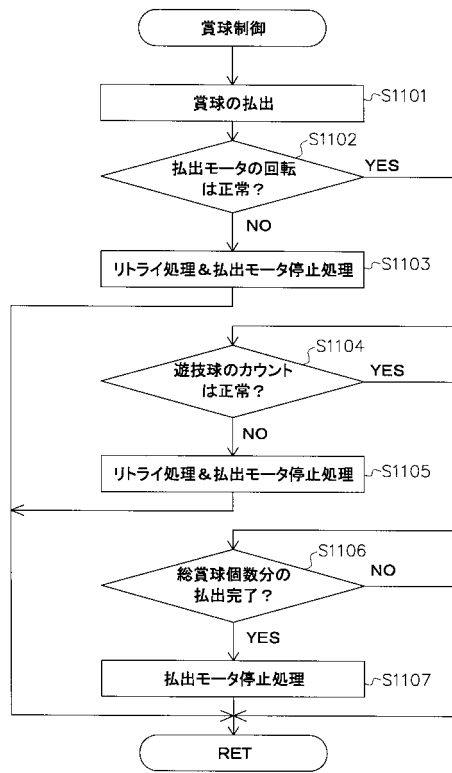 賞球制御
賞球の払出
S1101
S1102
払出モータの回転
は正常？
YES
NO
リトライ処理&払出モータ停止処理
S1103
S1104
遊技球のカウント
は正常？
YES
NO
リトライ処理&払出モータ停止処理
S1105
S1106
総賞球個数分の
払出完了？
NO
YES
払出モータ停止処理
S1107
RET